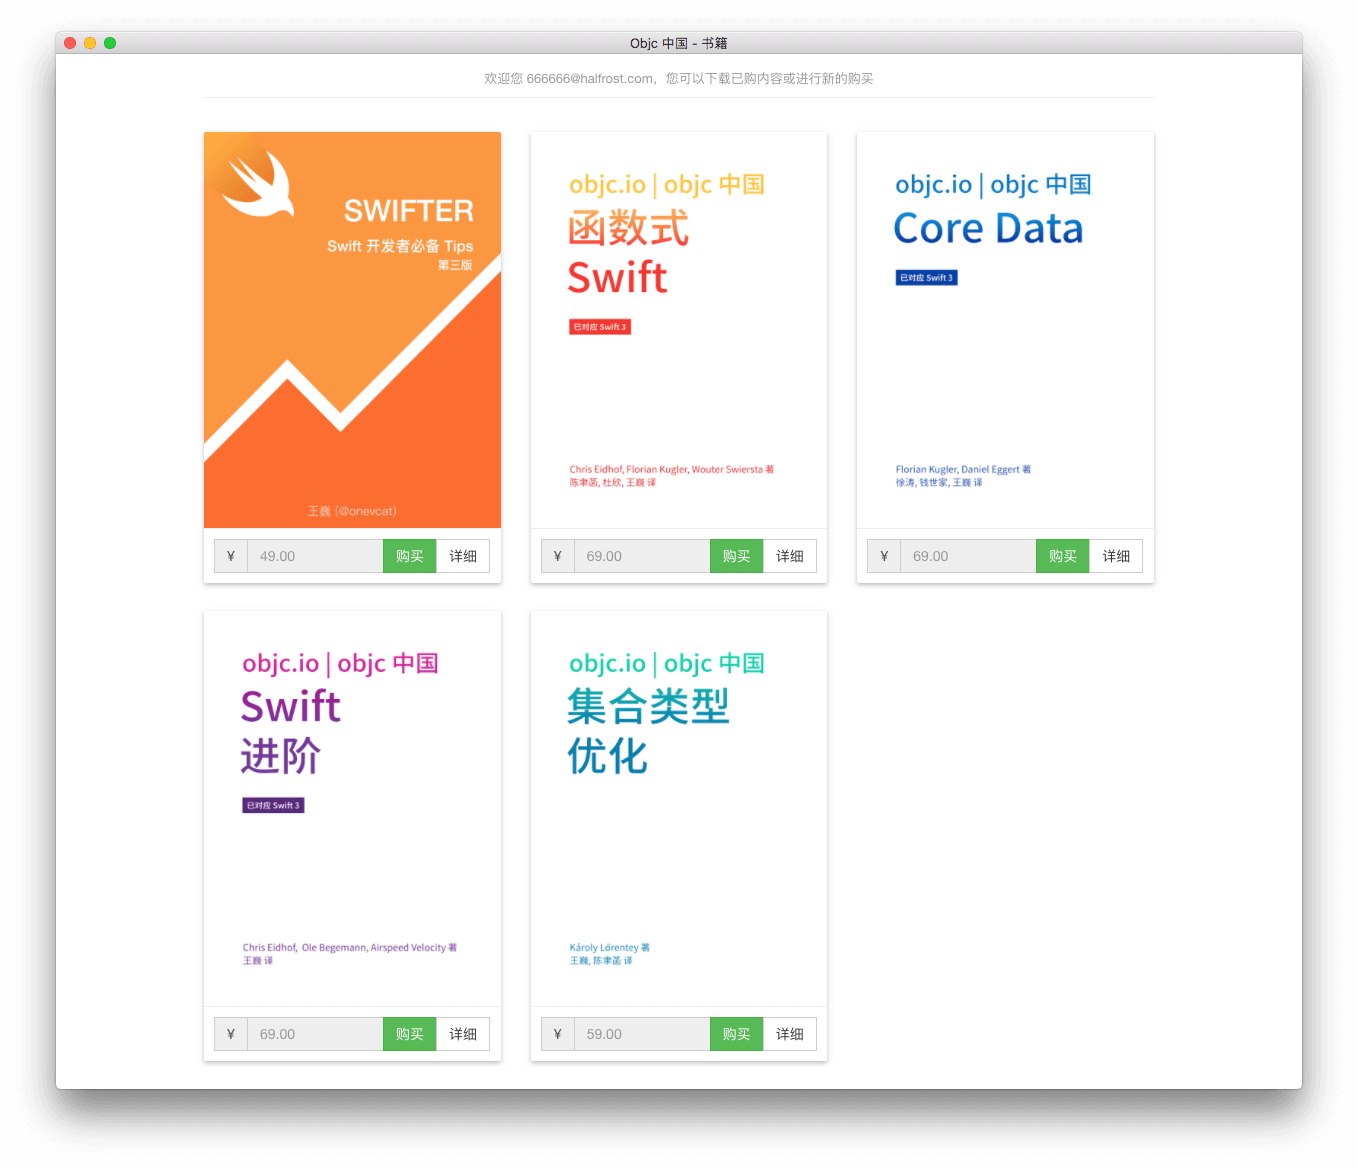 Objc 中国 - 书籍
欢迎您 666666@halfrost.com，您可以下载已购内容或进行新的购买
SWIFTER
Swift 开发者必备 Tips
第三版
王巍 (@onevcat)
¥ 49.00 购买 详细
objc.io | objc 中国
函数式
Swift
已对应 Swift 3
Chris Eidhof, Florian Kugler, Wouter Swiersta 著
陈聿菡, 杜欣, 王巍 译
¥ 69.00 购买 详细
objc.io | objc 中国
Core Data
已对应 Swift 3
Florian Kugler, Daniel Eggert 著
徐涛, 钱世家, 王巍 译
¥ 69.00 购买 详细
objc.io | objc 中国
Swift
进阶
已对应 Swift 3
Chris Eidhof, Ole Begemann, Airspeed Velocity 著
王巍 译
¥ 69.00 购买 详细
objc.io | objc 中国
集合类型
优化
Károly Lőrentey 著
王巍, 陈聿菡 译
¥ 59.00 购买 详细